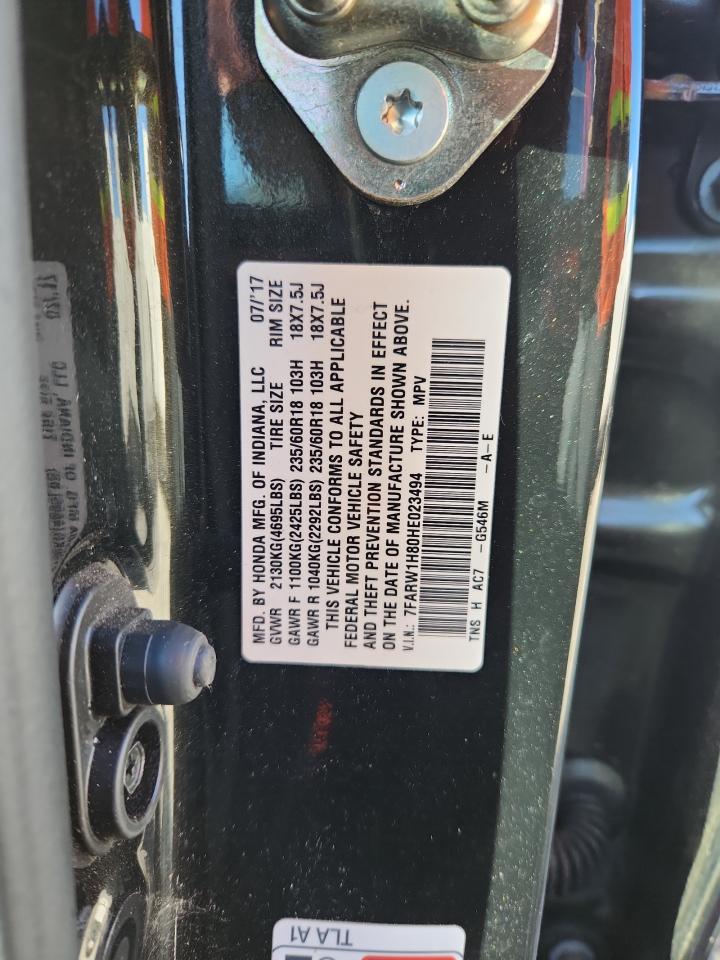 MFD. BY HONDA MFG. OF INDIANA, LLC 07/'17
GVWR 2130KG(4695LBS) TIRE SIZE RIM SIZE
GAWR F 1100KG(2425LBS) 235/60R18 103H 18X7.5J
GAWR R 1040KG(2292LBS) 235/60R18 103H 18X7.5J
THIS VEHICLE CONFORMS TO ALL APPLICABLE
FEDERAL MOTOR VEHICLE SAFETY
AND THEFT PREVENTION STANDARDS IN EFFECT
ON THE DATE OF MANUFACTURE SHOWN ABOVE.
V.I.N.: 7FARW1H80HE023494 TYPE: MPV
TNS H AC7 -G546M -A-E
TLA A1